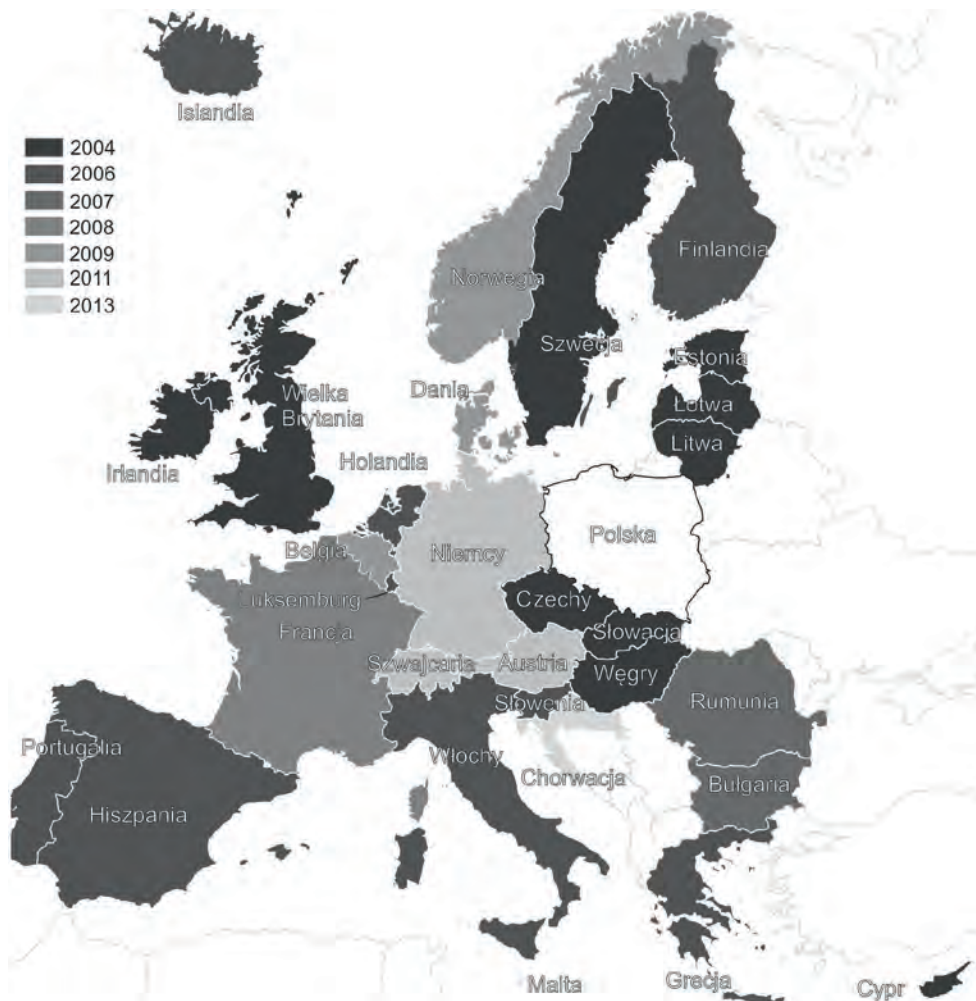 Islandia
2004
2006
2007
2008
2009
2011
2013
Finlandia
Norwegia
Szwecja
Estonia
Łotwa
Litwa
Dania
Wielka
Brytania
Irlandia
Holandia
Polska
Belgia
Niemcy
Luksemburg
Francja
Czechy
Słowacja
Szwajcaria
Austria
Węgry
Słowenia
Rumunia
Portugalia
Włochy
Chorwacja
Bułgaria
Hiszpania
Malta
Grecja
Cypr